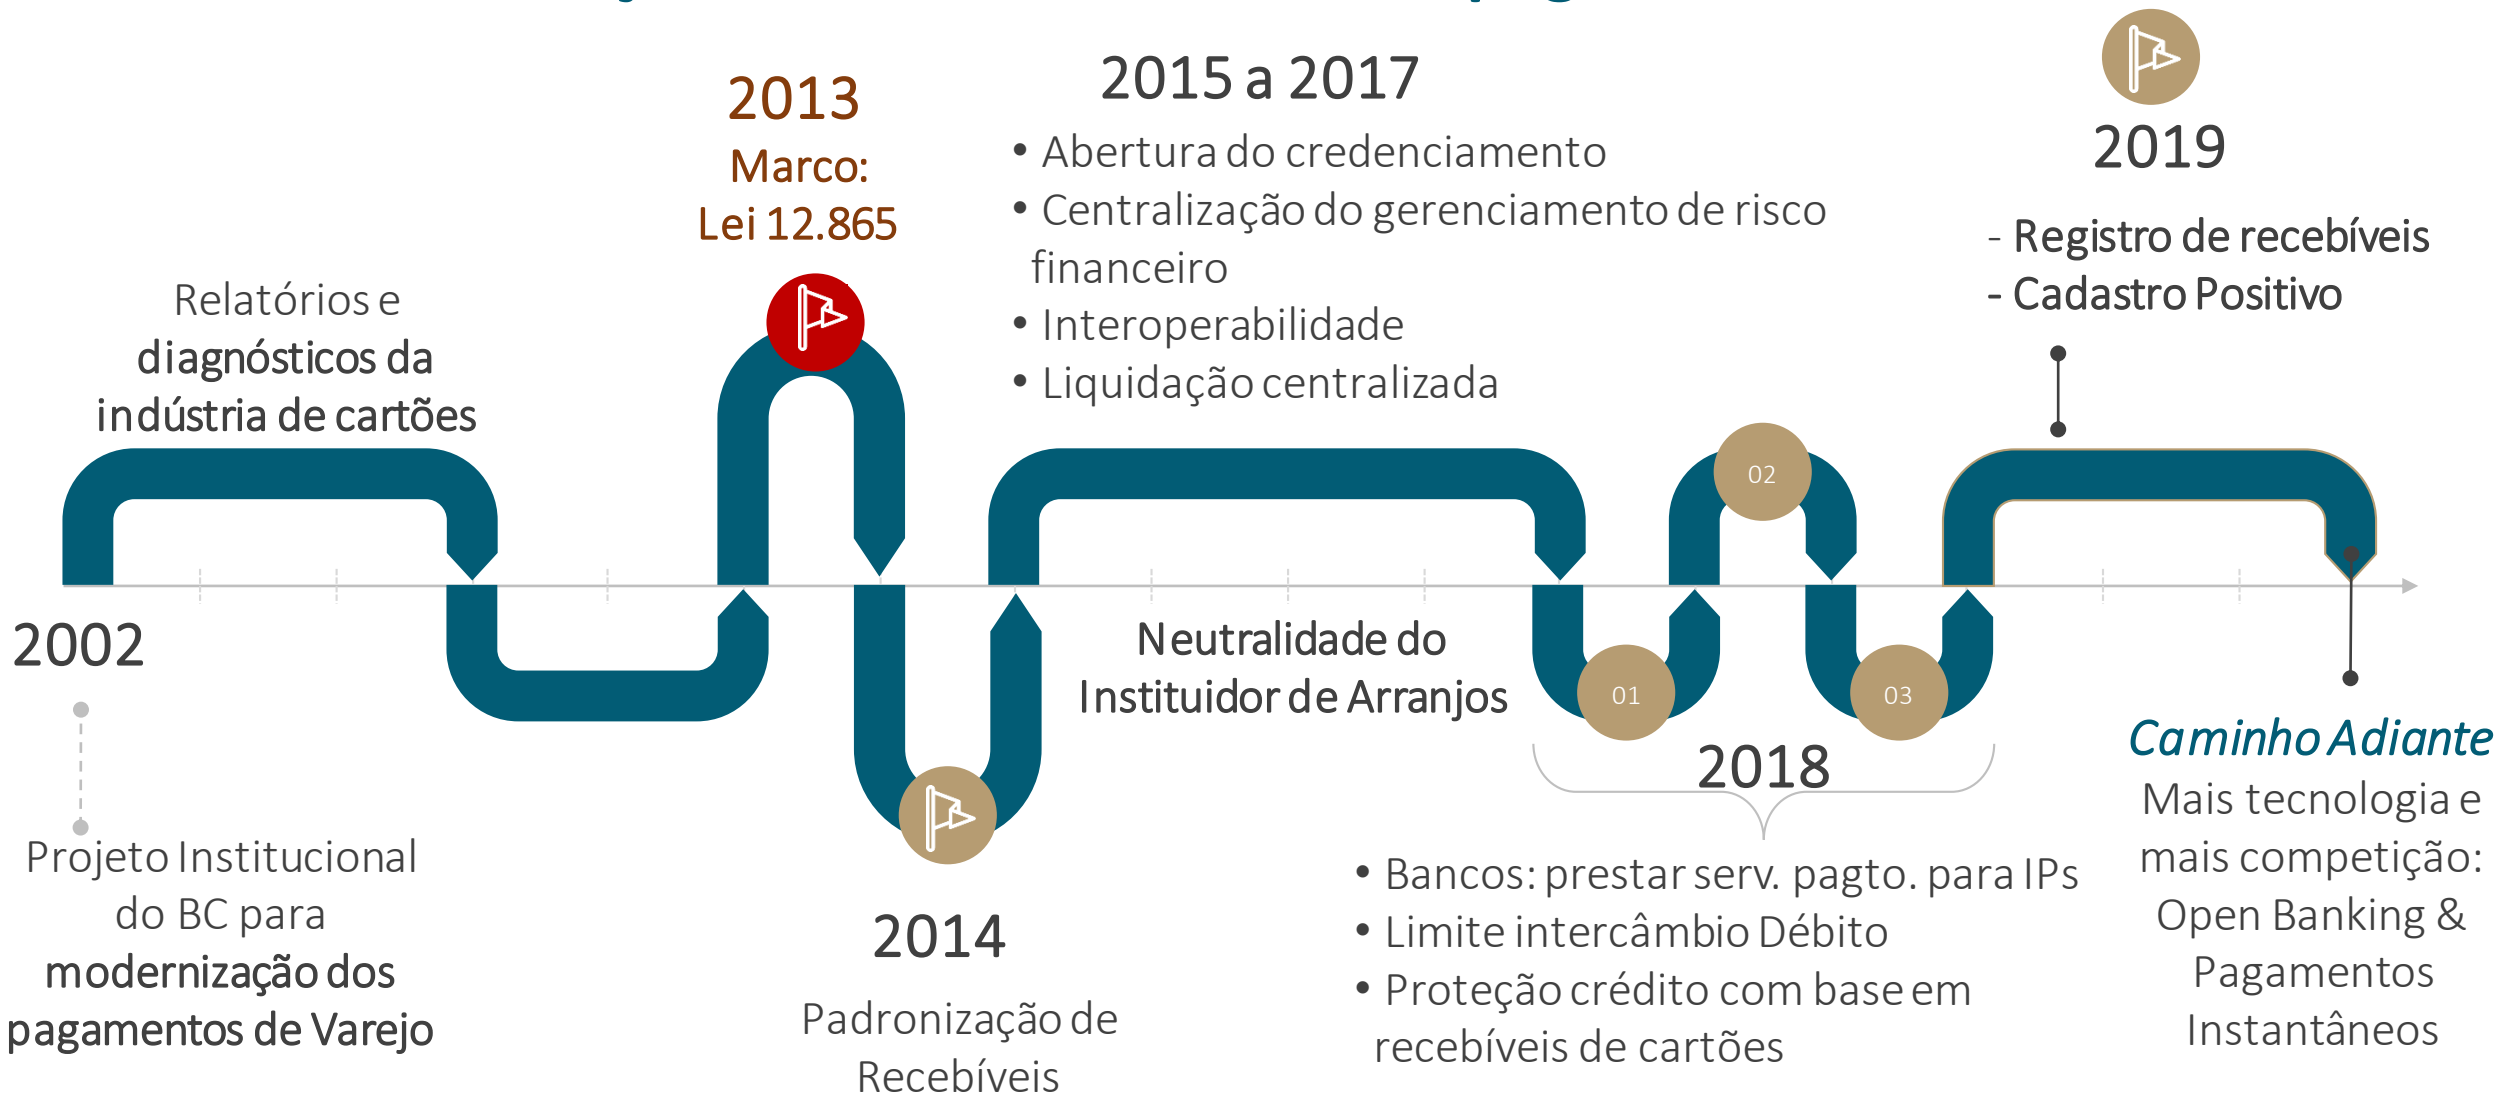 2002
Projeto Institucional
do BC para
modernização dos
pagamentos de Varejo
Relatórios e
diagnósticos da
indústria de cartões
2013
Marco:
Lei 12.865
2014
Padronização de
Recebíveis
2015 a 2017
• Abertura do credenciamento
• Centralização do gerenciamento de risco
financeiro
• Interoperabilidade
• Liquidação centralizada
Neutralidade do
Instituidor de Arranjos
01
02
03
2018
• Bancos: prestar serv. pagto. para IPs
• Limite intercâmbio Débito
• Proteção crédito com base em
recebíveis de cartões
2019
- Registro de recebíveis
- Cadastro Positivo
Caminho Adiante
Mais tecnologia e
mais competição:
Open Banking &
Pagamentos
Instantâneos